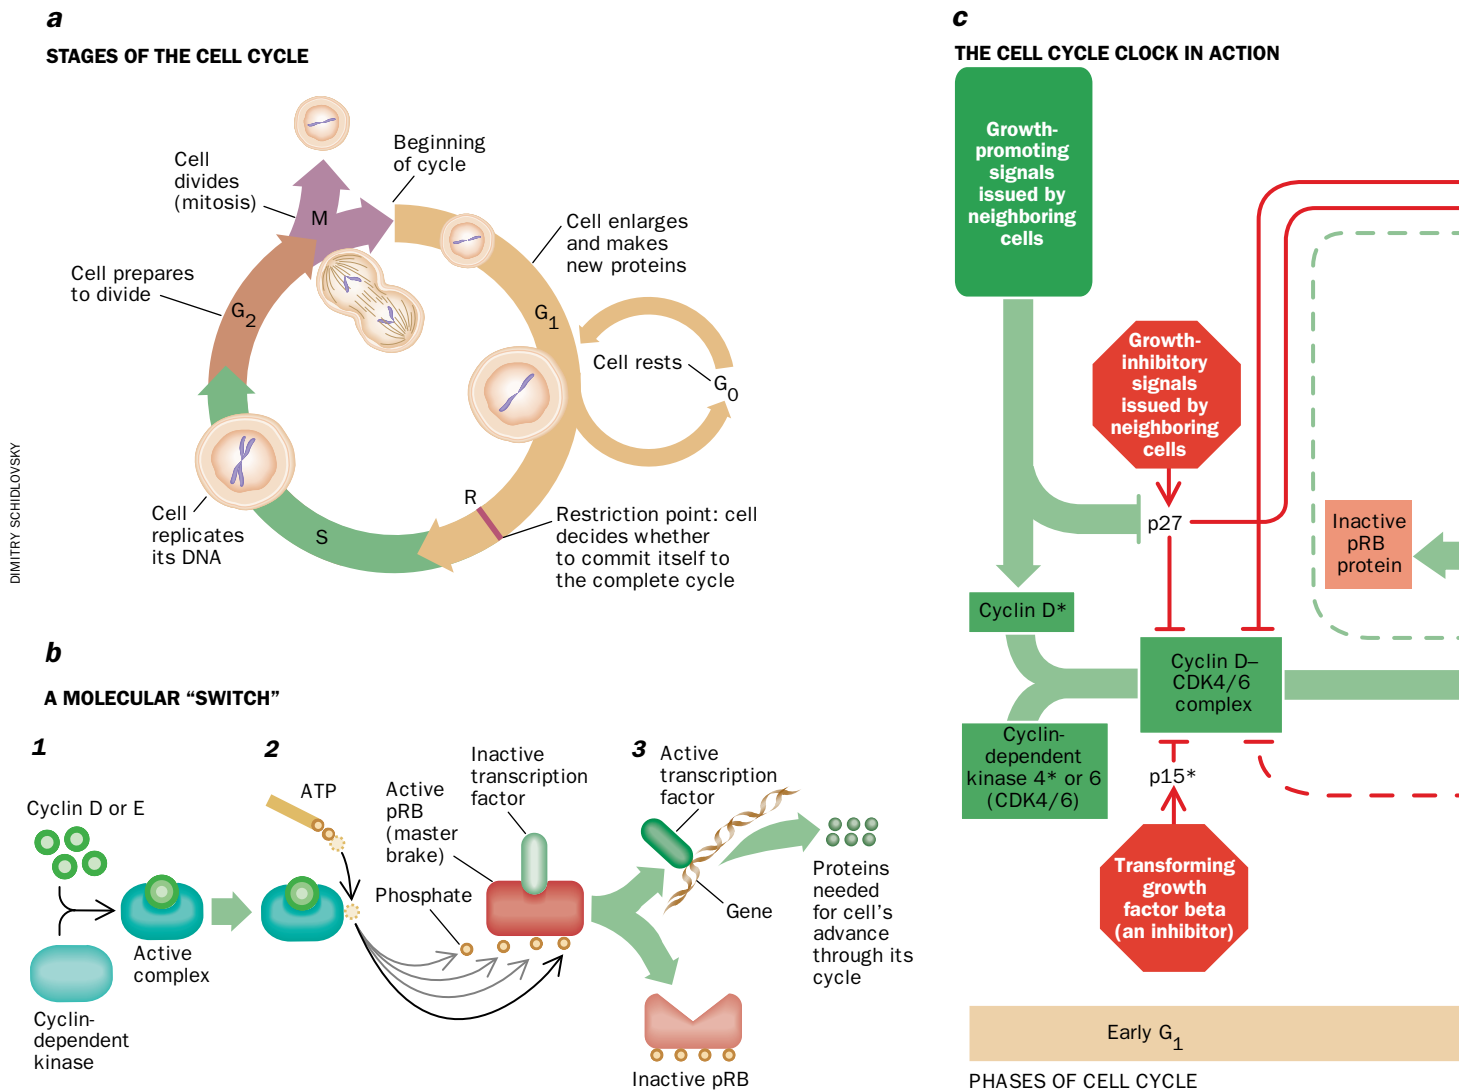 a
STAGES OF THE CELL CYCLE
Beginning
of cycle
Cell
divides
(mitosis)
M
Cell enlarges
and makes
new proteins
Cell prepares
to divide
G2
G1
Cell rests
G0
R
Restriction point: cell
decides whether
to commit itself to
the complete cycle
Cell
replicates
its DNA
S
DIMITRY SCHIDLOVSKY
b
A MOLECULAR “SWITCH”
1
Cyclin D or E
Active
complex
Cyclin-
dependent
kinase
2
ATP
Active
pRB
(master
brake)
Inactive
transcription
factor
Phosphate
3
Active
transcription
factor
Gene
Proteins
needed
for cell’s
advance
through its
cycle
Inactive pRB
c
THE CELL CYCLE CLOCK IN ACTION
Growth-
promoting
signals
issued by
neighboring
cells
Growth-
inhibitory
signals
issued by
neighboring
cells
p27
Inactive
pRB
protein
Cyclin D*
Cyclin D–
CDK4/6
complex
Cyclin-
dependent
kinase 4* or 6
(CDK4/6)
p15*
Transforming
growth
factor beta
(an inhibitor)
Early G1
PHASES OF CELL CYCLE